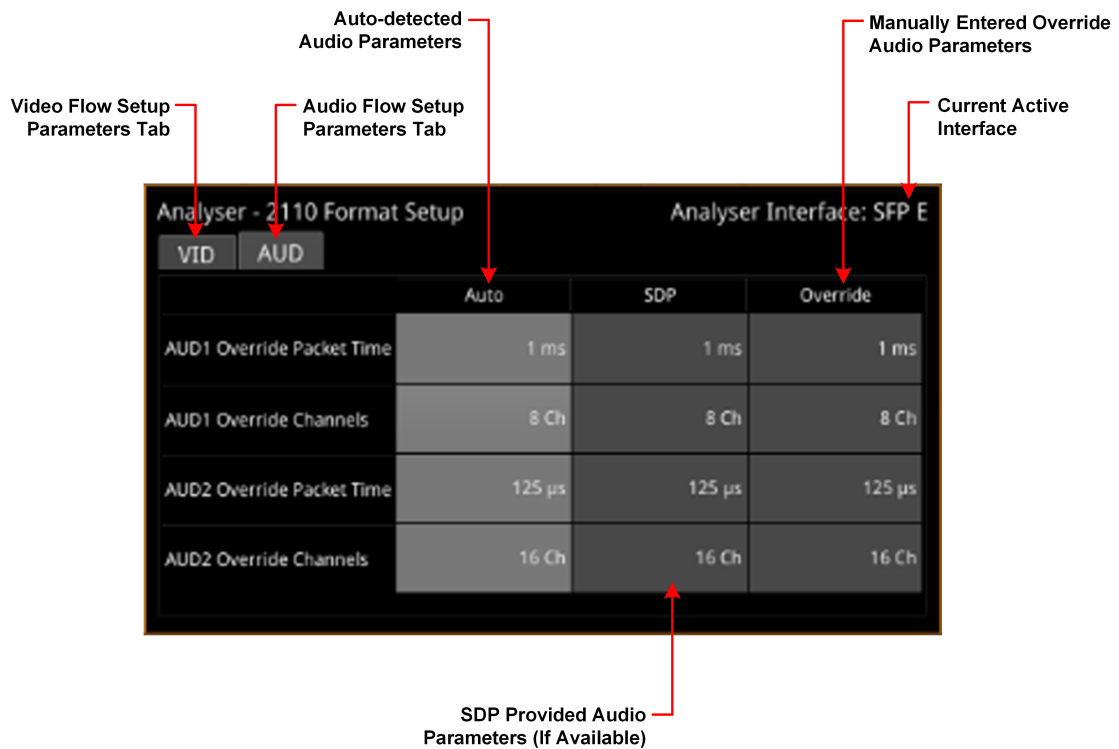 Auto-detected
Audio Parameters
Manually Entered Override
Audio Parameters
Video Flow Setup
Parameters Tab
Audio Flow Setup
Parameters Tab
Current Active
Interface
Analyser - 2110 Format Setup
Analyser Interface: SFP E
VID
AUD
Auto
SDP
Override
AUD1 Override Packet Time
1 ms
1 ms
1 ms
AUD1 Override Channels
8 Ch
8 Ch
8 Ch
AUD2 Override Packet Time
125 µs
125 µs
125 µs
AUD2 Override Channels
16 Ch
16 Ch
16 Ch
SDP Provided Audio
Parameters (If Available)